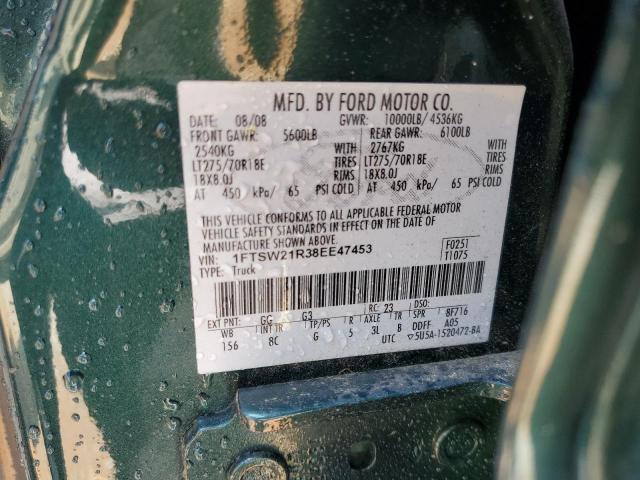 MFD. BY FORD MOTOR CO.
DATE: 08/08 GVWR: 10000LB/ 4536KG
FRONT GAWR: 5600LB REAR GAWR: 6100LB
2540KG WITH 2767KG WITH
LT275/70R18E TIRES LT275/70R18E TIRES
18X8.0J RIMS 18X8.0J RIMS
AT 450 kPa/ 65 PSI COLD AT 450 kPa/ 65 PSI COLD
THIS VEHICLE CONFORMS TO ALL APPLICABLE FEDERAL MOTOR
VEHICLE SAFETY STANDARDS IN EFFECT ON THE DATE OF
MANUFACTURE SHOWN ABOVE.
VIN: 1FTSW21R38EE47453 F0251
TYPE: Truck T1075
EXT PNT: GG G3 RC: 23 DSO:
WB INT TR TP/PS R AXLE TR SPR 8F716
156 8C G 5 3L B DDFF A05
UTC ▽5U5A-1520472-BA